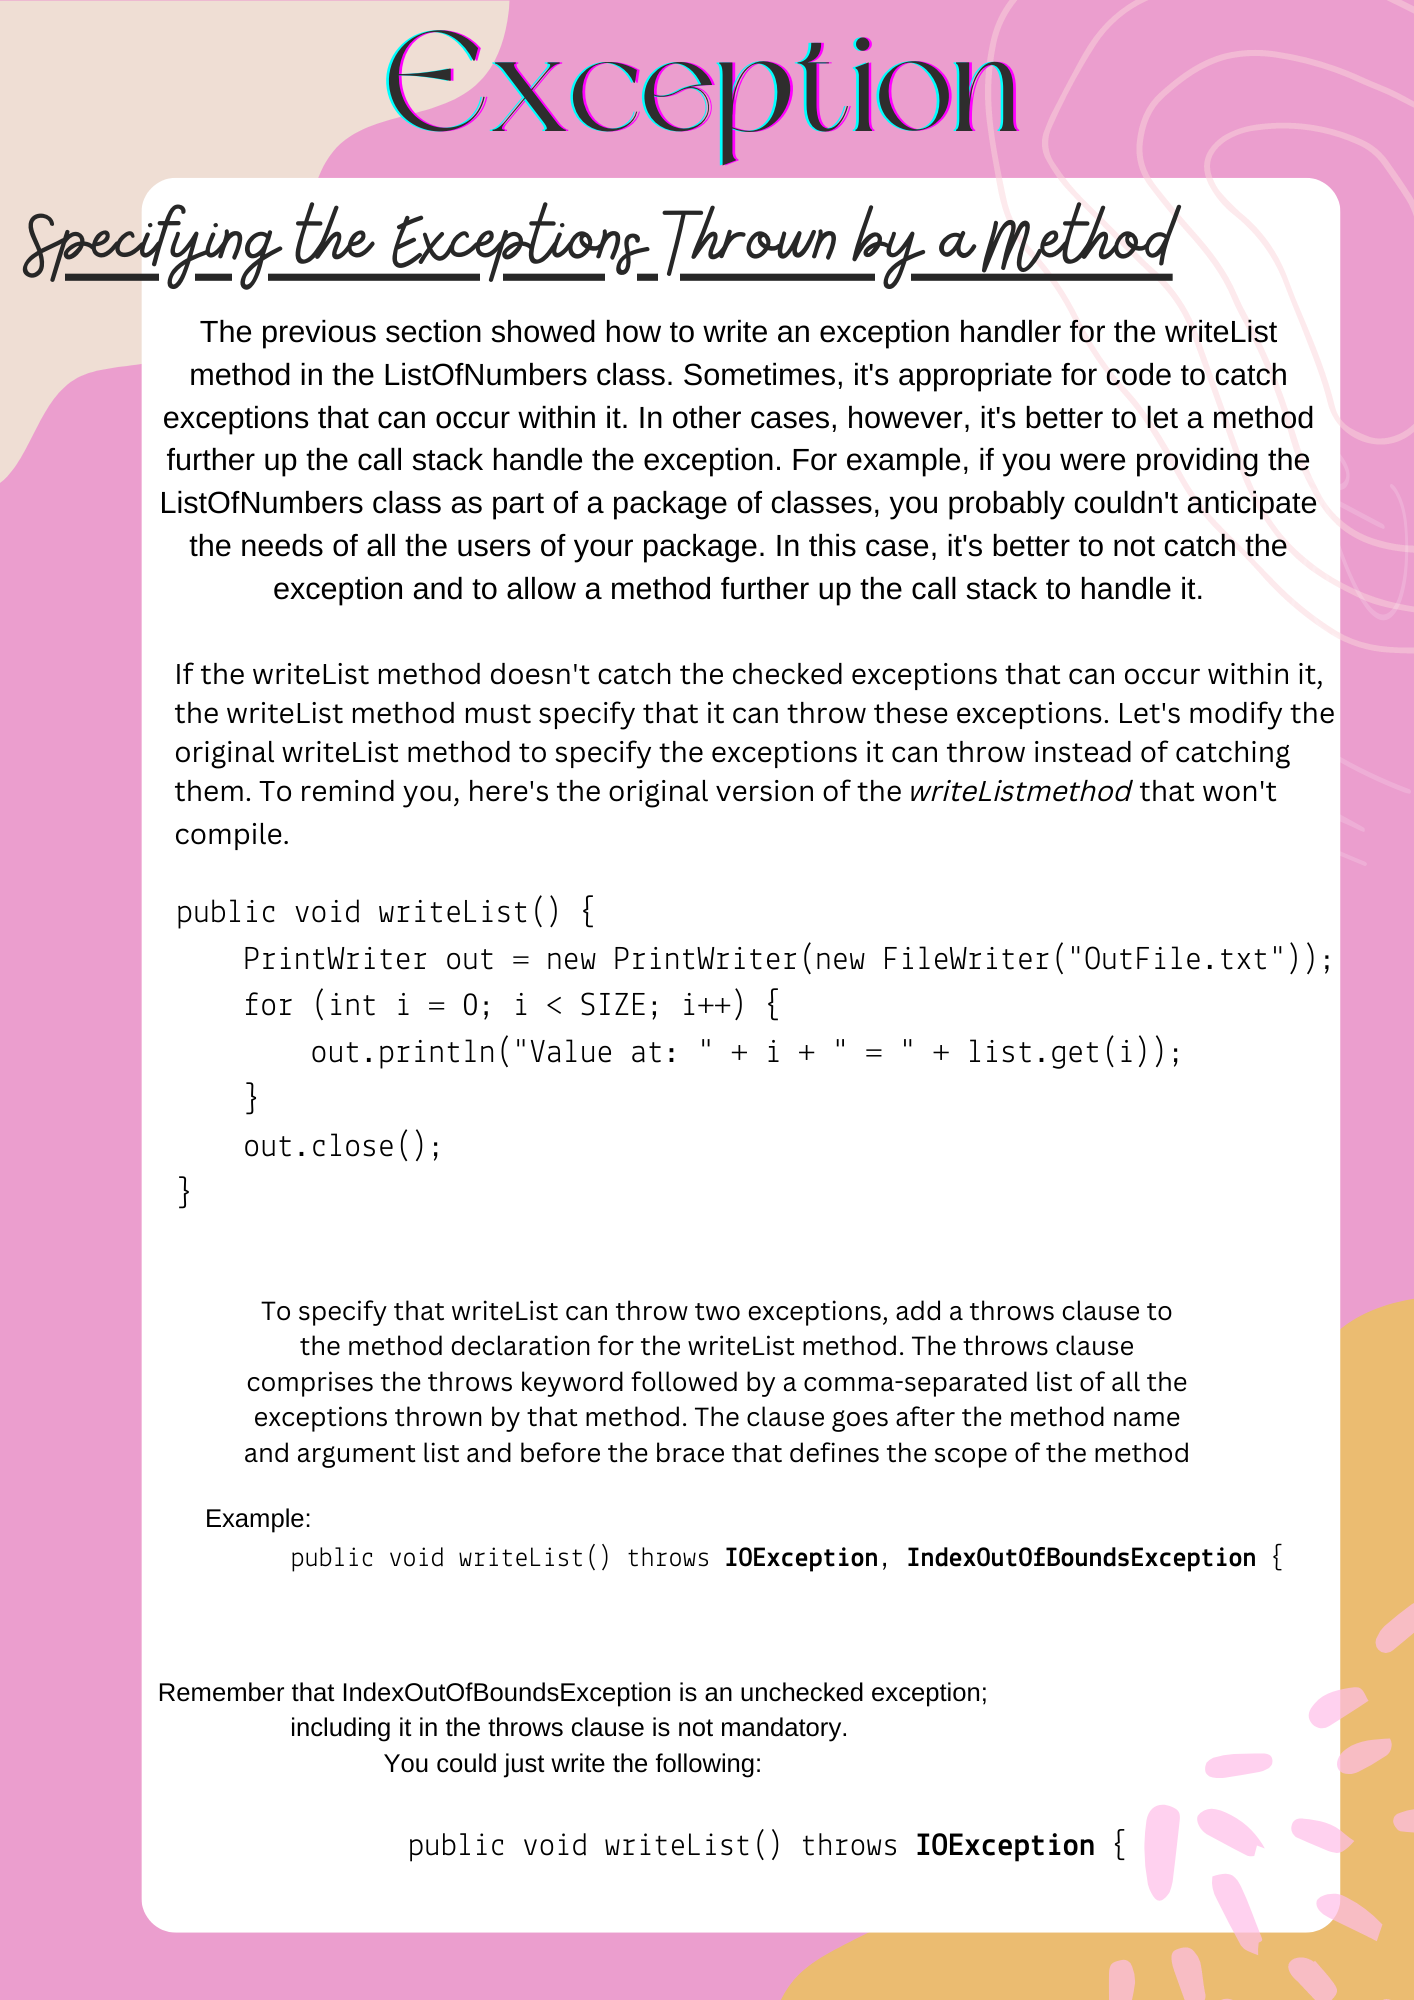 Exception
Specifying the Exceptions Thrown by a Method
The previous section showed how to write an exception handler for the writeList
method in the ListOfNumbers class. Sometimes, it's appropriate for code to catch
exceptions that can occur within it. In other cases, however, it's better to let a method
further up the call stack handle the exception. For example, if you were providing the
ListOfNumbers class as part of a package of classes, you probably couldn't anticipate
the needs of all the users of your package. In this case, it's better to not catch the
exception and to allow a method further up the call stack to handle it.
If the writeList method doesn't catch the checked exceptions that can occur within it,
the writeList method must specify that it can throw these exceptions. Let's modify the
original writeList method to specify the exceptions it can throw instead of catching
them. To remind you, here's the original version of the writeListmethod that won't
compile.
public void writeList() {
    PrintWriter out = new PrintWriter(new FileWriter("OutFile.txt"));
    for (int i = 0; i < SIZE; i++) {
        out.println("Value at: " + i + " = " + list.get(i));
    }
    out.close();
}
To specify that writeList can throw two exceptions, add a throws clause to
the method declaration for the writeList method. The throws clause
comprises the throws keyword followed by a comma-separated list of all the
exceptions thrown by that method. The clause goes after the method name
and argument list and before the brace that defines the scope of the method
Example:
public void writeList() throws IOException, IndexOutOfBoundsException {
Remember that IndexOutOfBoundsException is an unchecked exception;
including it in the throws clause is not mandatory.
You could just write the following:
public void writeList() throws IOException {